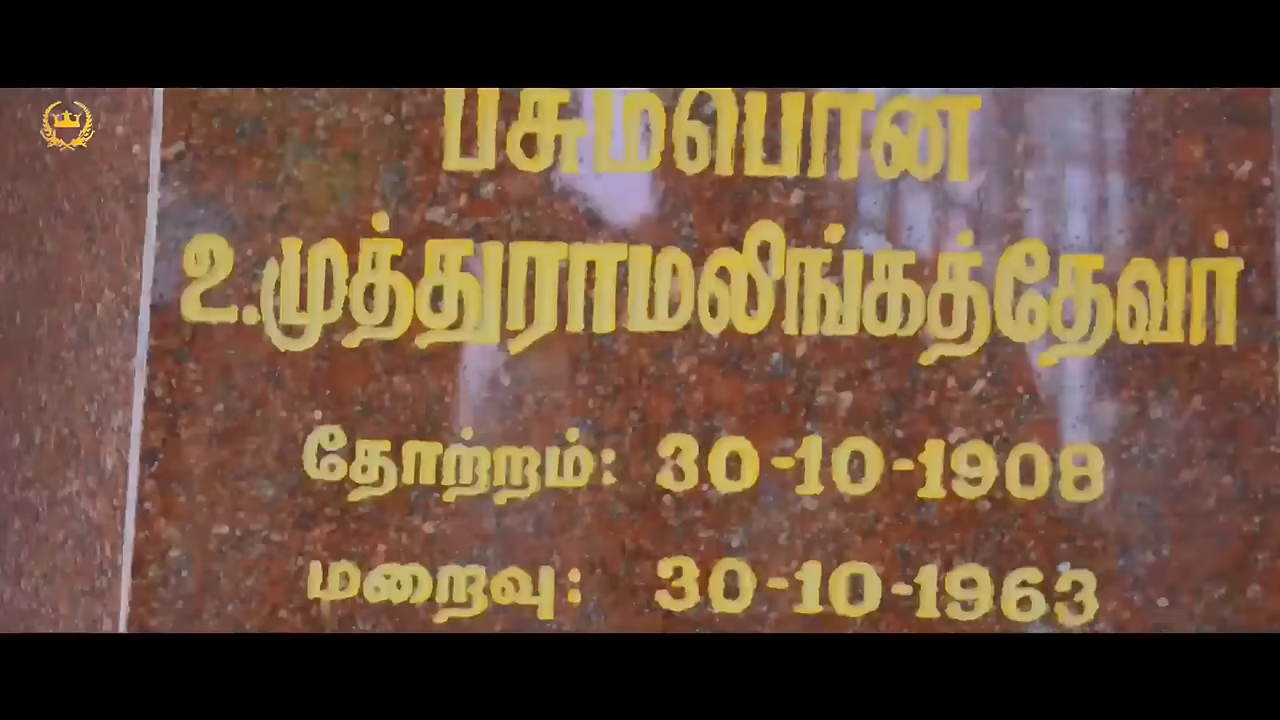 பசும்பொன்
உ.முத்துராமலிங்கத்தேவர்
தோற்றம்: 30-10-1908
மறைவு: 30-10-1963